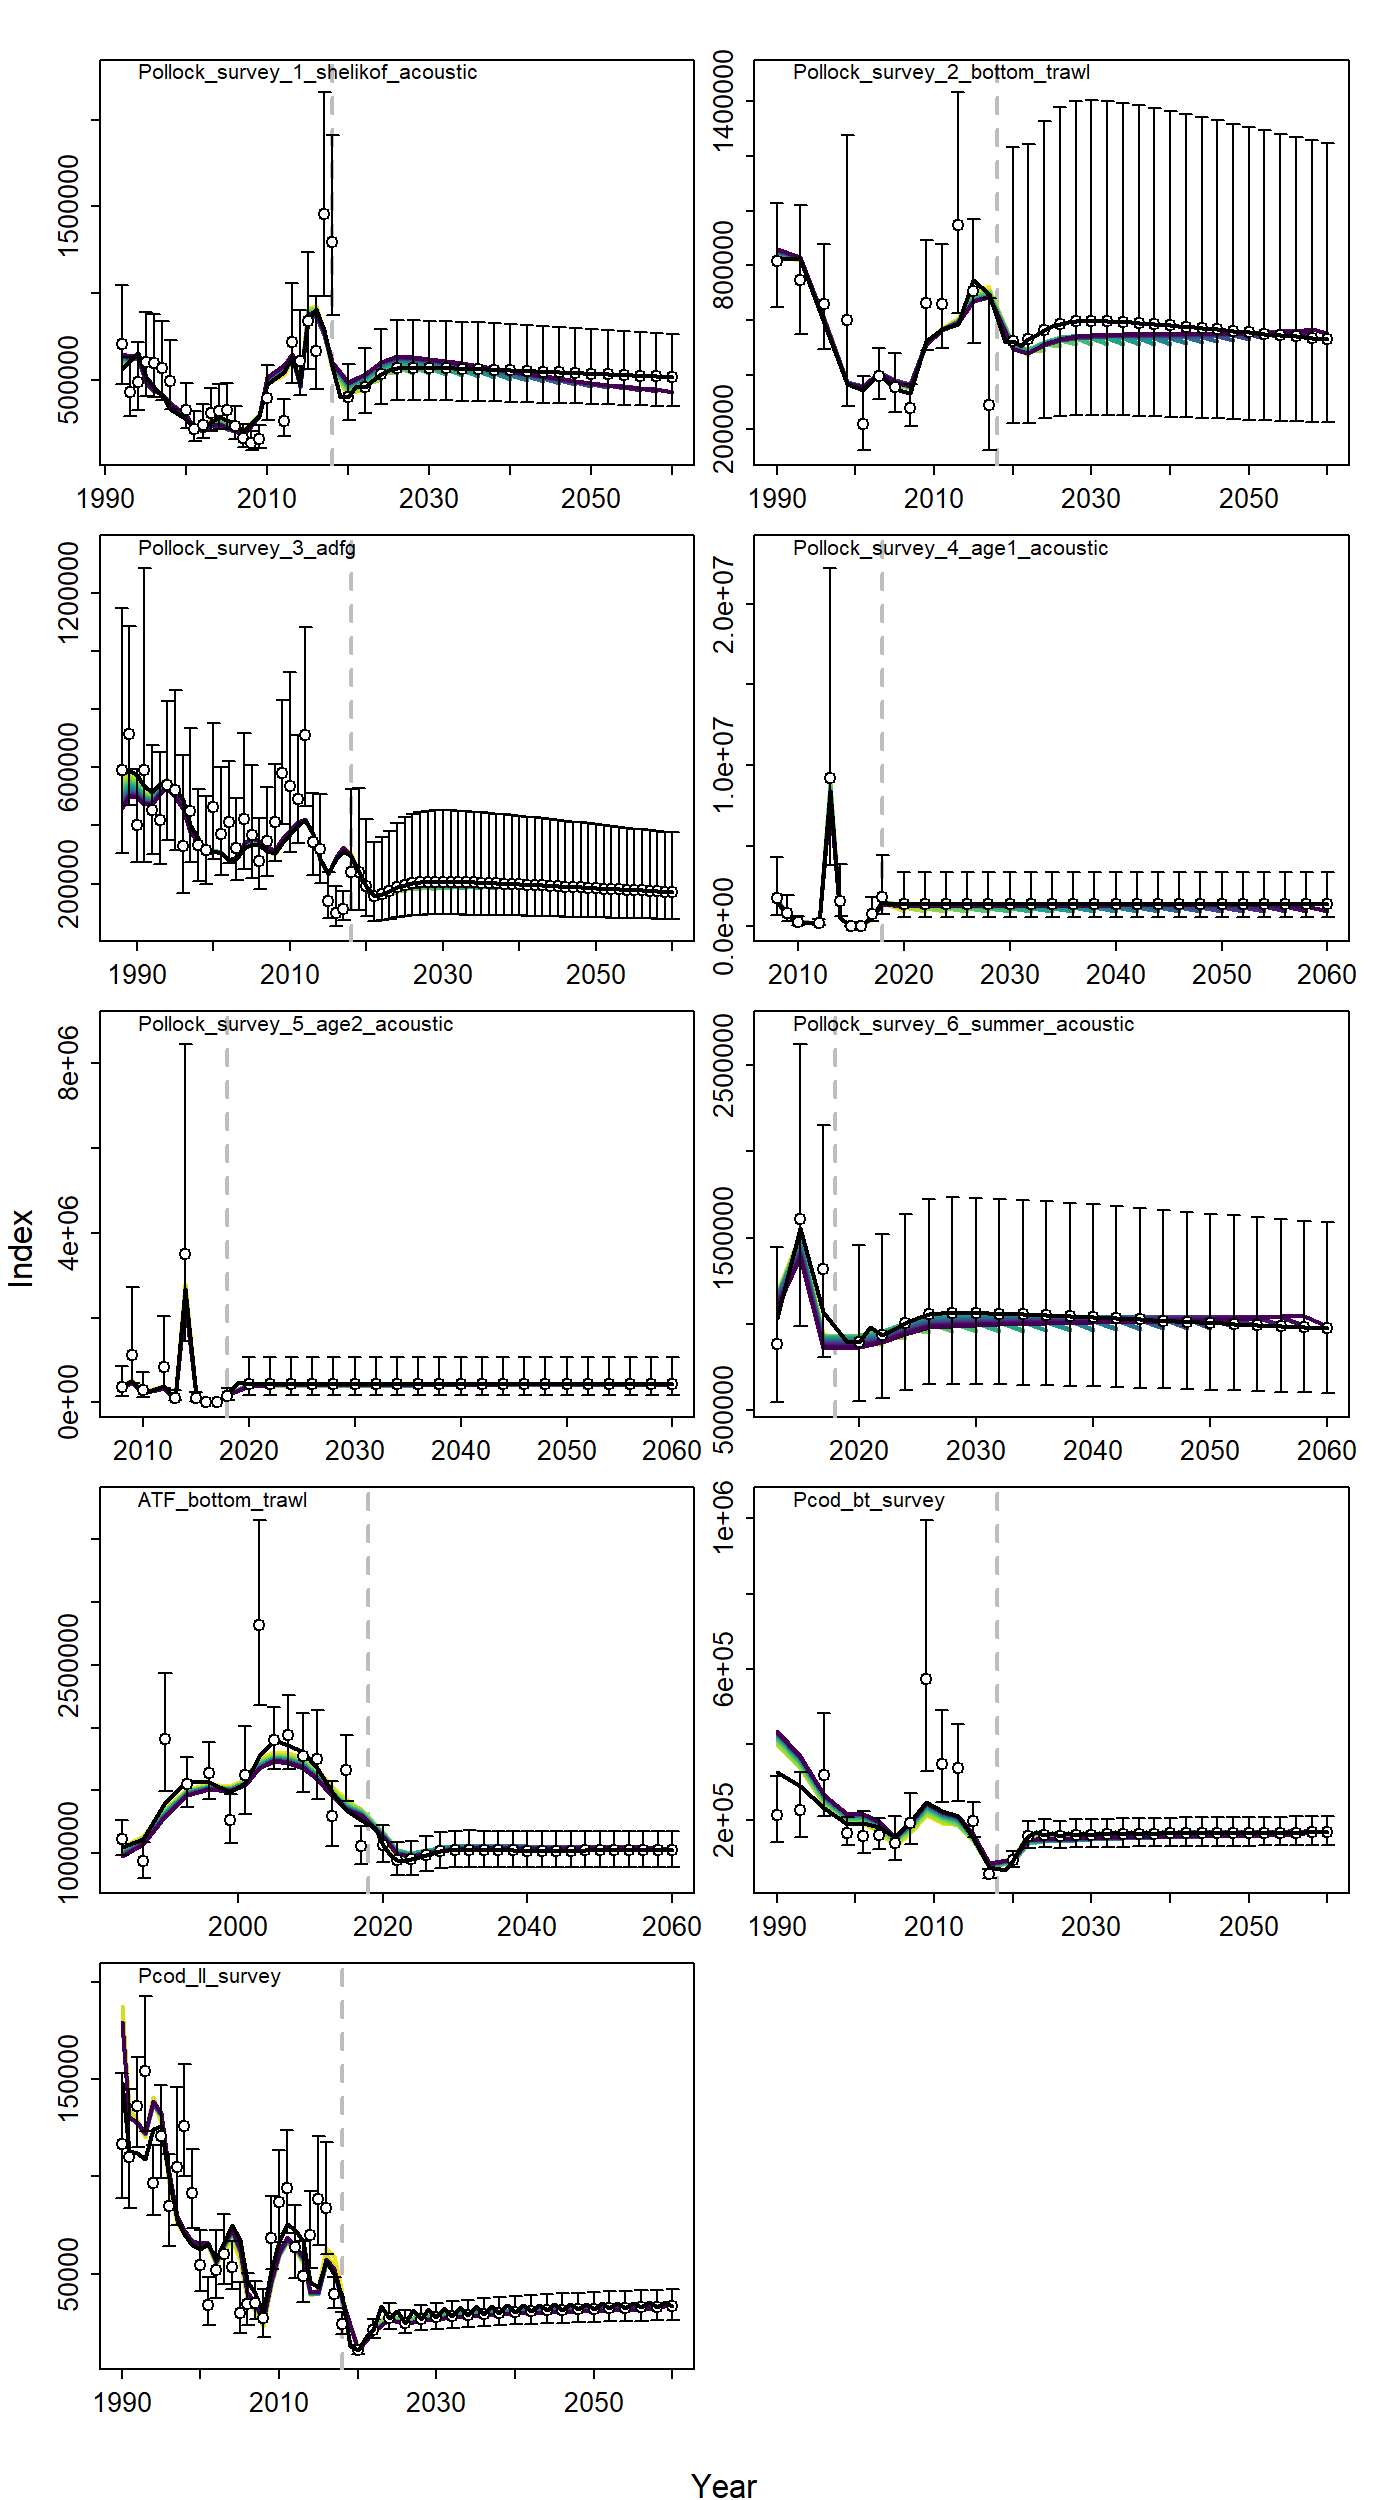 Pollock_survey_1_shelikof_acoustic
500000
1500000
1990
2010
2030
2050
Pollock_survey_2_bottom_trawl
200000
800000
1400000
1990
2010
2030
2050
Pollock_survey_3_adfg
200000
600000
1200000
1990
2010
2030
2050
Pollock_survey_4_age1_acoustic
0.0e+00
1.0e+07
2.0e+07
2010
2020
2030
2040
2050
2060
Pollock_survey_5_age2_acoustic
0e+00
4e+06
8e+06
2010
2020
2030
2040
2050
2060
Pollock_survey_6_summer_acoustic
500000
1500000
2500000
2020
2030
2040
2050
2060
Index
ATF_bottom_trawl
1000000
2500000
2000
2020
2040
2060
Pcod_bt_survey
2e+05
6e+05
1e+06
1990
2010
2030
2050
Pcod_ll_survey
50000
150000
1990
2010
2030
2050
Year